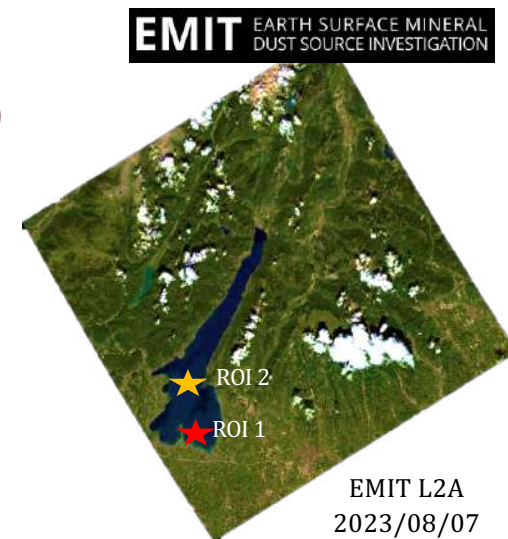 EMIT EARTH SURFACE MINERAL
DUST SOURCE INVESTIGATION
ROI 2
ROI 1
EMIT L2A
2023/08/07